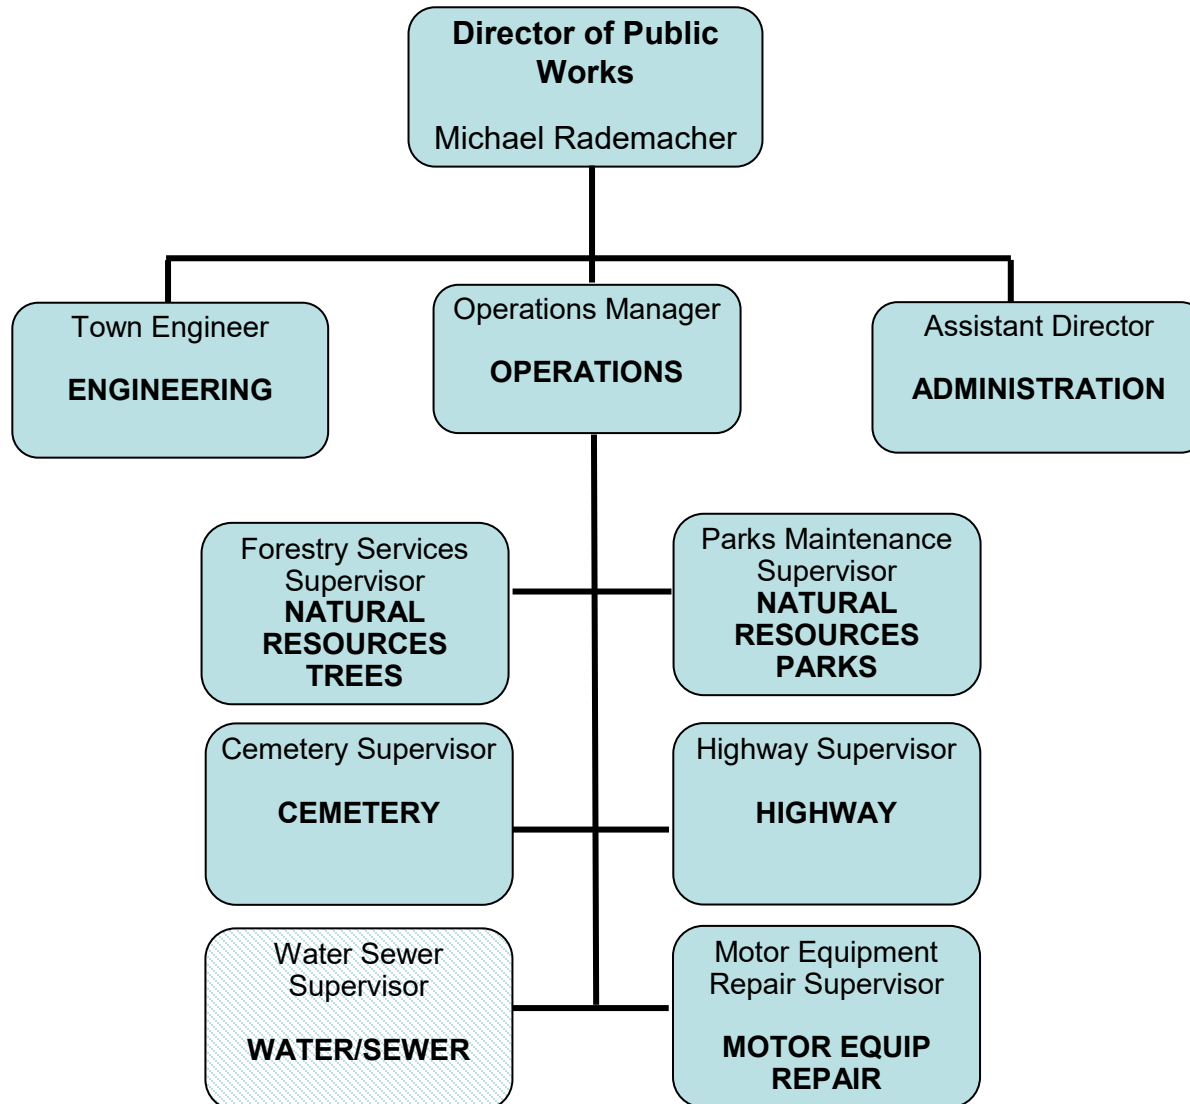 Director of Public
Works
Michael Rademacher
Town Engineer
ENGINEERING
Operations Manager
OPERATIONS
Assistant Director
ADMINISTRATION
Forestry Services
Supervisor
NATURAL
RESOURCES
TREES
Parks Maintenance
Supervisor
NATURAL
RESOURCES
PARKS
Cemetery Supervisor
CEMETERY
Highway Supervisor
HIGHWAY
Water Sewer
Supervisor
WATER/SEWER
Motor Equipment
Repair Supervisor
MOTOR EQUIP
REPAIR